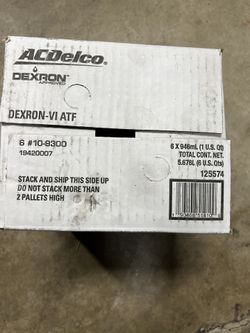 ACDelco
DEXRON
APPROVED
DEXRON-VI ATF
6 #10-9300
19420007
6 X 946mL (1 U.S. Qt)
TOTAL CONT. NET.
5.678L (6 U.S. Qts)
125574
STACK AND SHIP THIS SIDE UP
DO NOT STACK MORE THAN
2 PALLETS HIGH